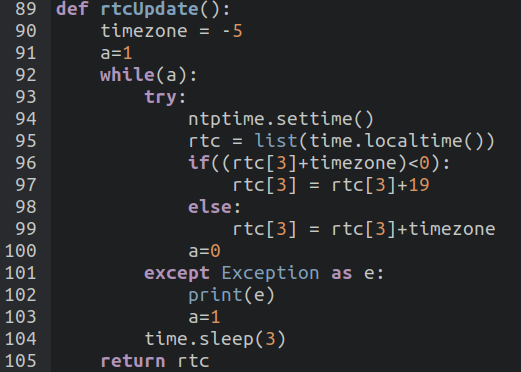 89 def rtcUpdate():
90     timezone = -5
91     a=1
92     while(a):
93         try:
94             ntptime.settime()
95             rtc = list(time.localtime())
96             if((rtc[3]+timezone)<0):
97                 rtc[3] = rtc[3]+19
98             else:
99                 rtc[3] = rtc[3]+timezone
100             a=0
101         except Exception as e:
102             print(e)
103             a=1
104         time.sleep(3)
105     return rtc